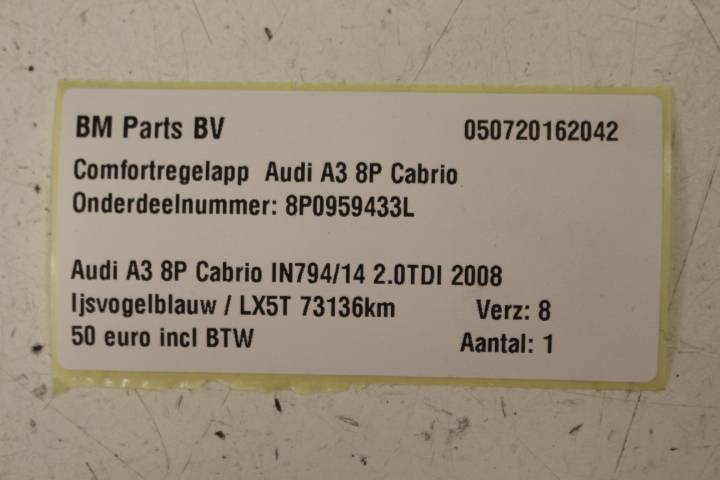 BM Parts BV 050720162042
Comfortregelapp Audi A3 8P Cabrio
Onderdeelnummer: 8P0959433L
Audi A3 8P Cabrio IN794/14 2.0TDI 2008
Ijsvogelblauw / LX5T 73136km Verz: 8
50 euro incl BTW Aantal: 1